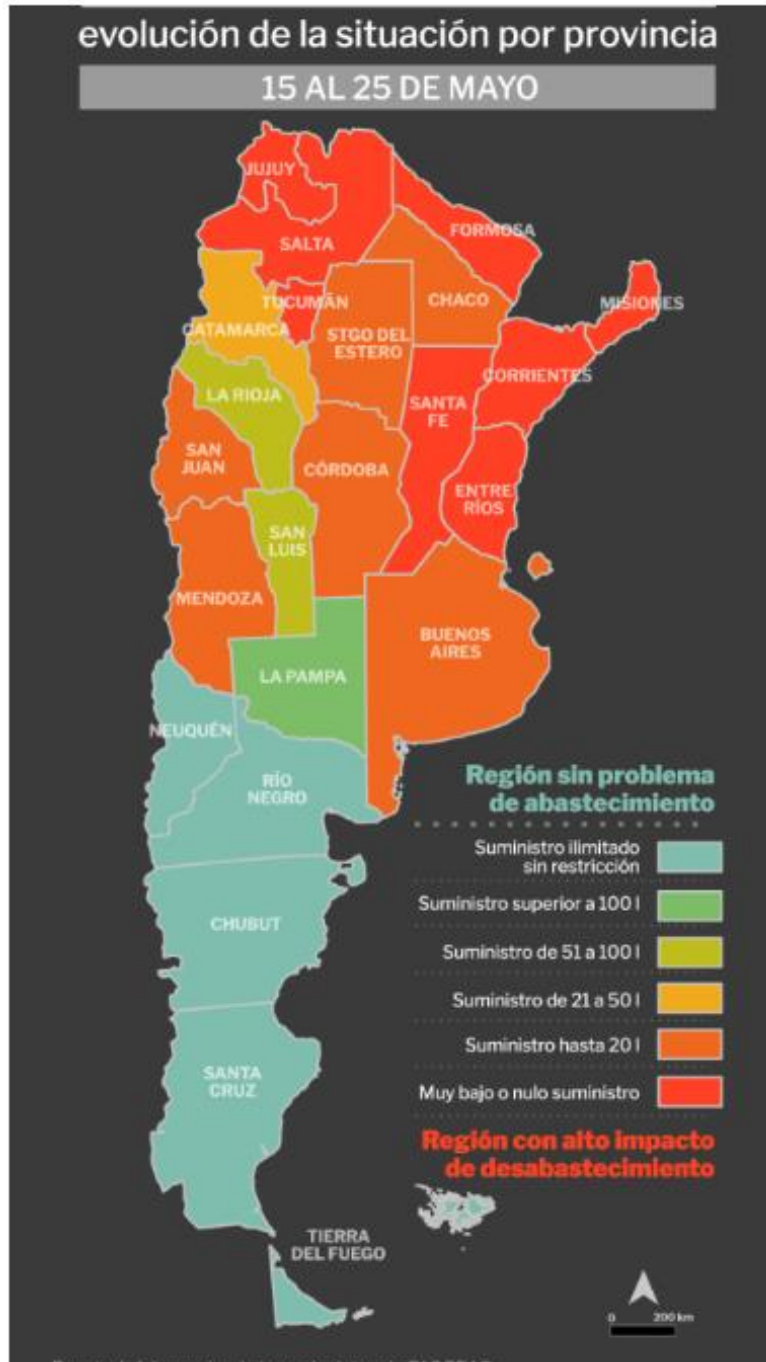 evolución de la situación por provincia
15 AL 25 DE MAYO
JUJUY
SALTA
FORMOSA
TUCUMÁN
CATAMARCA
STGO DEL
ESTERO
CHACO
MISIONES
CORRIENTES
LA RIOJA
SANTA
FE
SAN
JUAN
CÓRDOBA
ENTRE
RÍOS
SAN
LUIS
MENDOZA
BUENOS
AIRES
LA PAMPA
NEUQUÉN
RÍO
NEGRO
CHUBUT
SANTA
CRUZ
TIERRA
DEL FUEGO
Región sin problema
de abastecimiento
Suministro ilimitado
sin restricción
Suministro superior a 100 l
Suministro de 51 a 100 l
Suministro de 21 a 50 l
Suministro hasta 20 l
Muy bajo o nulo suministro
Región con alto impacto
de desabastecimiento
0 200 km